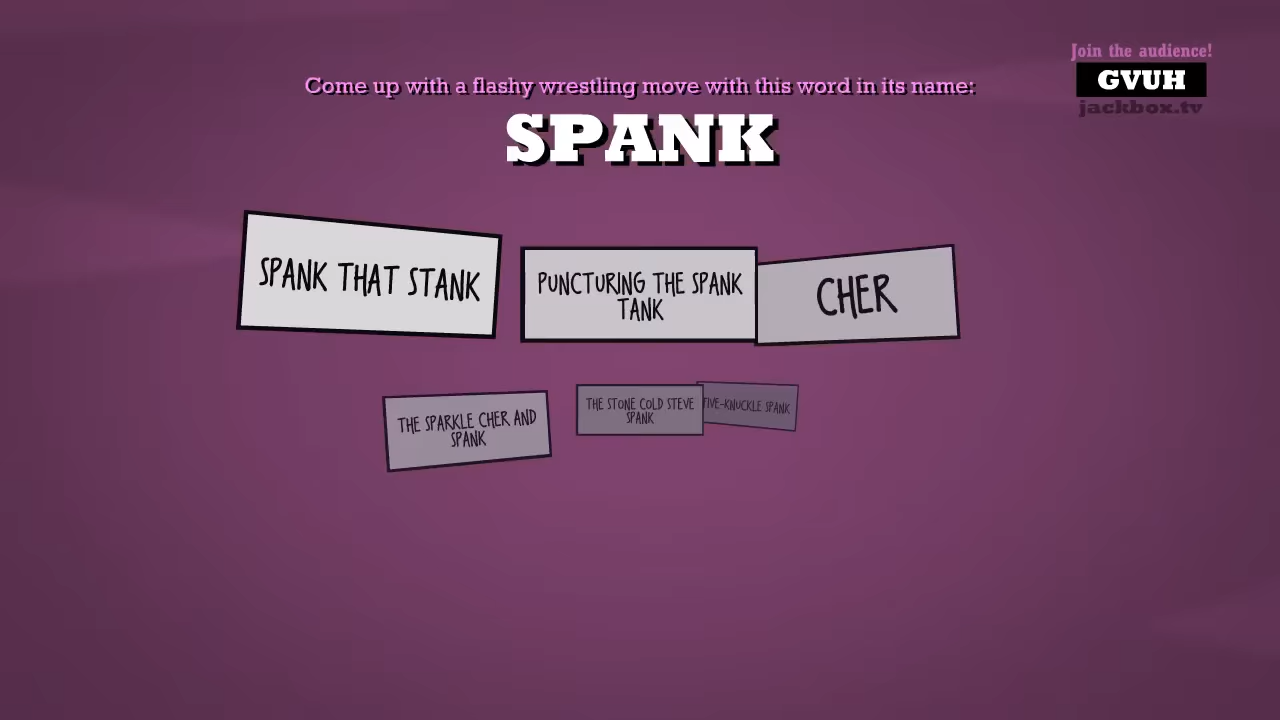 Join the audience!
GVUH
jackbox.tv
Come up with a flashy wrestling move with this word in its name:
SPANK
SPANK THAT STANK
PUNCTURING THE SPANK
TANK
CHER
THE SPARKLE CHER AND
SPANK
THE STONE COLD STEVE
SPANK
FIVE-KNUCKLE SPANK